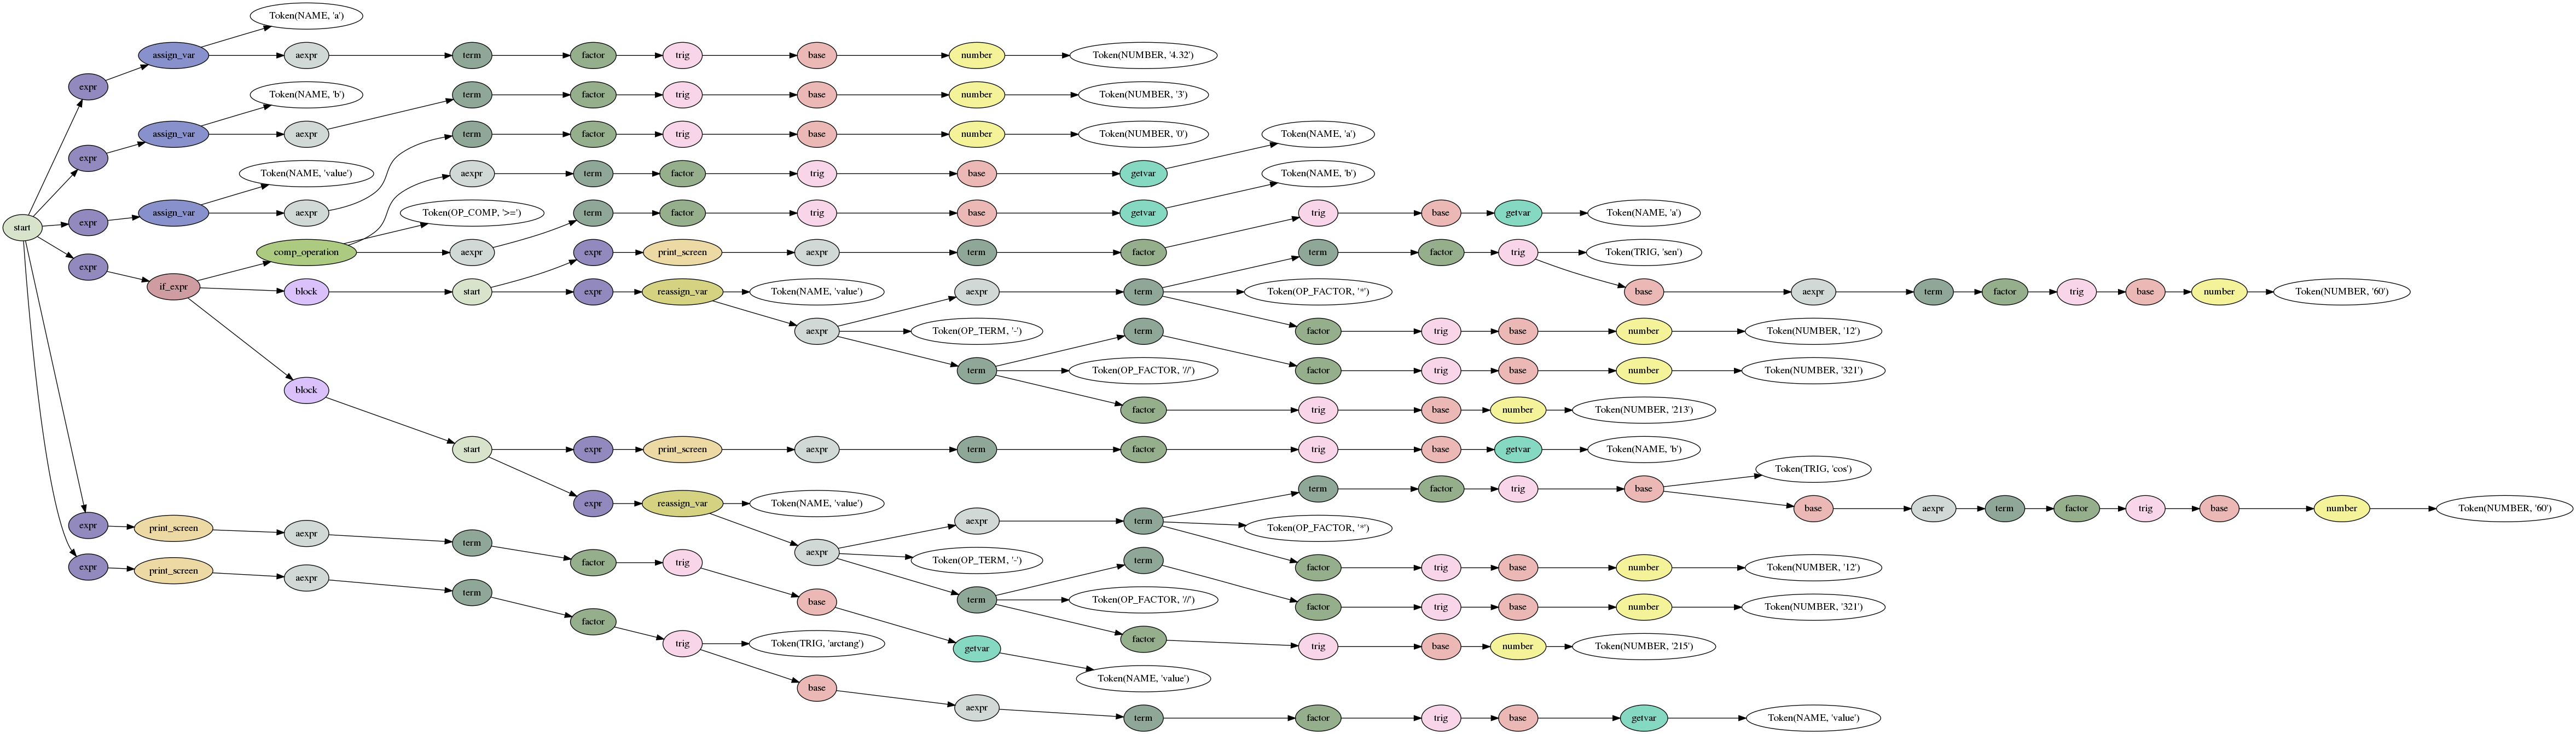 Token(NAME, 'a')
assign_var aexpr term factor trig base number Token(NUMBER, '4.32')
expr
Token(NAME, 'b') term factor trig base number Token(NUMBER, '3')
assign_var aexpr term factor trig base number Token(NUMBER, '0') Token(NAME, 'a')
expr
Token(NAME, 'value') aexpr term factor trig base getvar Token(NAME, 'b')
assign_var aexpr Token(OP_COMP, '>=') term factor trig base getvar trig base getvar Token(NAME, 'a')
start expr
comp_operation aexpr expr print_screen aexpr term factor term factor trig Token(TRIG, 'sen')
expr
if_expr block start expr reassign_var Token(NAME, 'value') aexpr term Token(OP_FACTOR, '*') base aexpr term factor trig base number Token(NUMBER, '60')
aexpr Token(OP_TERM, '-') term factor trig base number Token(NUMBER, '12')
term Token(OP_FACTOR, '//') factor trig base number Token(NUMBER, '321')
block
factor trig base number Token(NUMBER, '213')
start expr print_screen aexpr term factor trig base getvar Token(NAME, 'b')
Token(TRIG, 'cos')
term factor trig base
expr reassign_var Token(NAME, 'value') base aexpr term factor trig base number Token(NUMBER, '60')
expr print_screen aexpr aexpr term Token(OP_FACTOR, '*')
term aexpr
factor trig Token(OP_TERM, '-') term
expr print_screen aexpr factor trig base number Token(NUMBER, '12')
term base term Token(OP_FACTOR, '//') factor trig base number Token(NUMBER, '321')
factor
trig Token(TRIG, 'arctang') getvar factor trig base number Token(NUMBER, '215')
Token(NAME, 'value')
base
aexpr term factor trig base getvar Token(NAME, 'value')